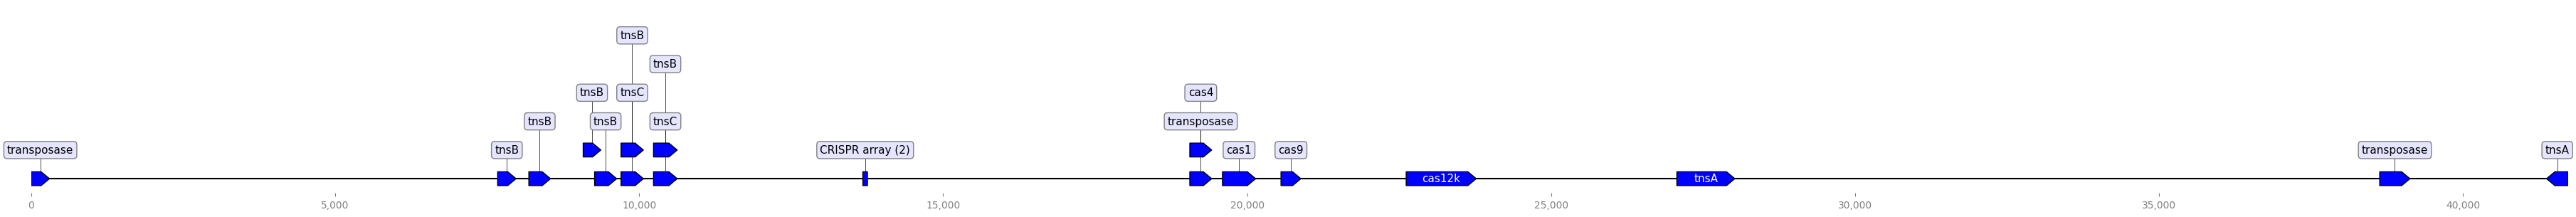 tnsB
tnsB
tnsB
tnsC
cas4
tnsB
tnsB
tnsC
transposase
transposase
tnsB
CRISPR array (2)
cas1
cas9
transposase
tnsA
cas12k
tnsA
0
5,000
10,000
15,000
20,000
25,000
30,000
35,000
40,000